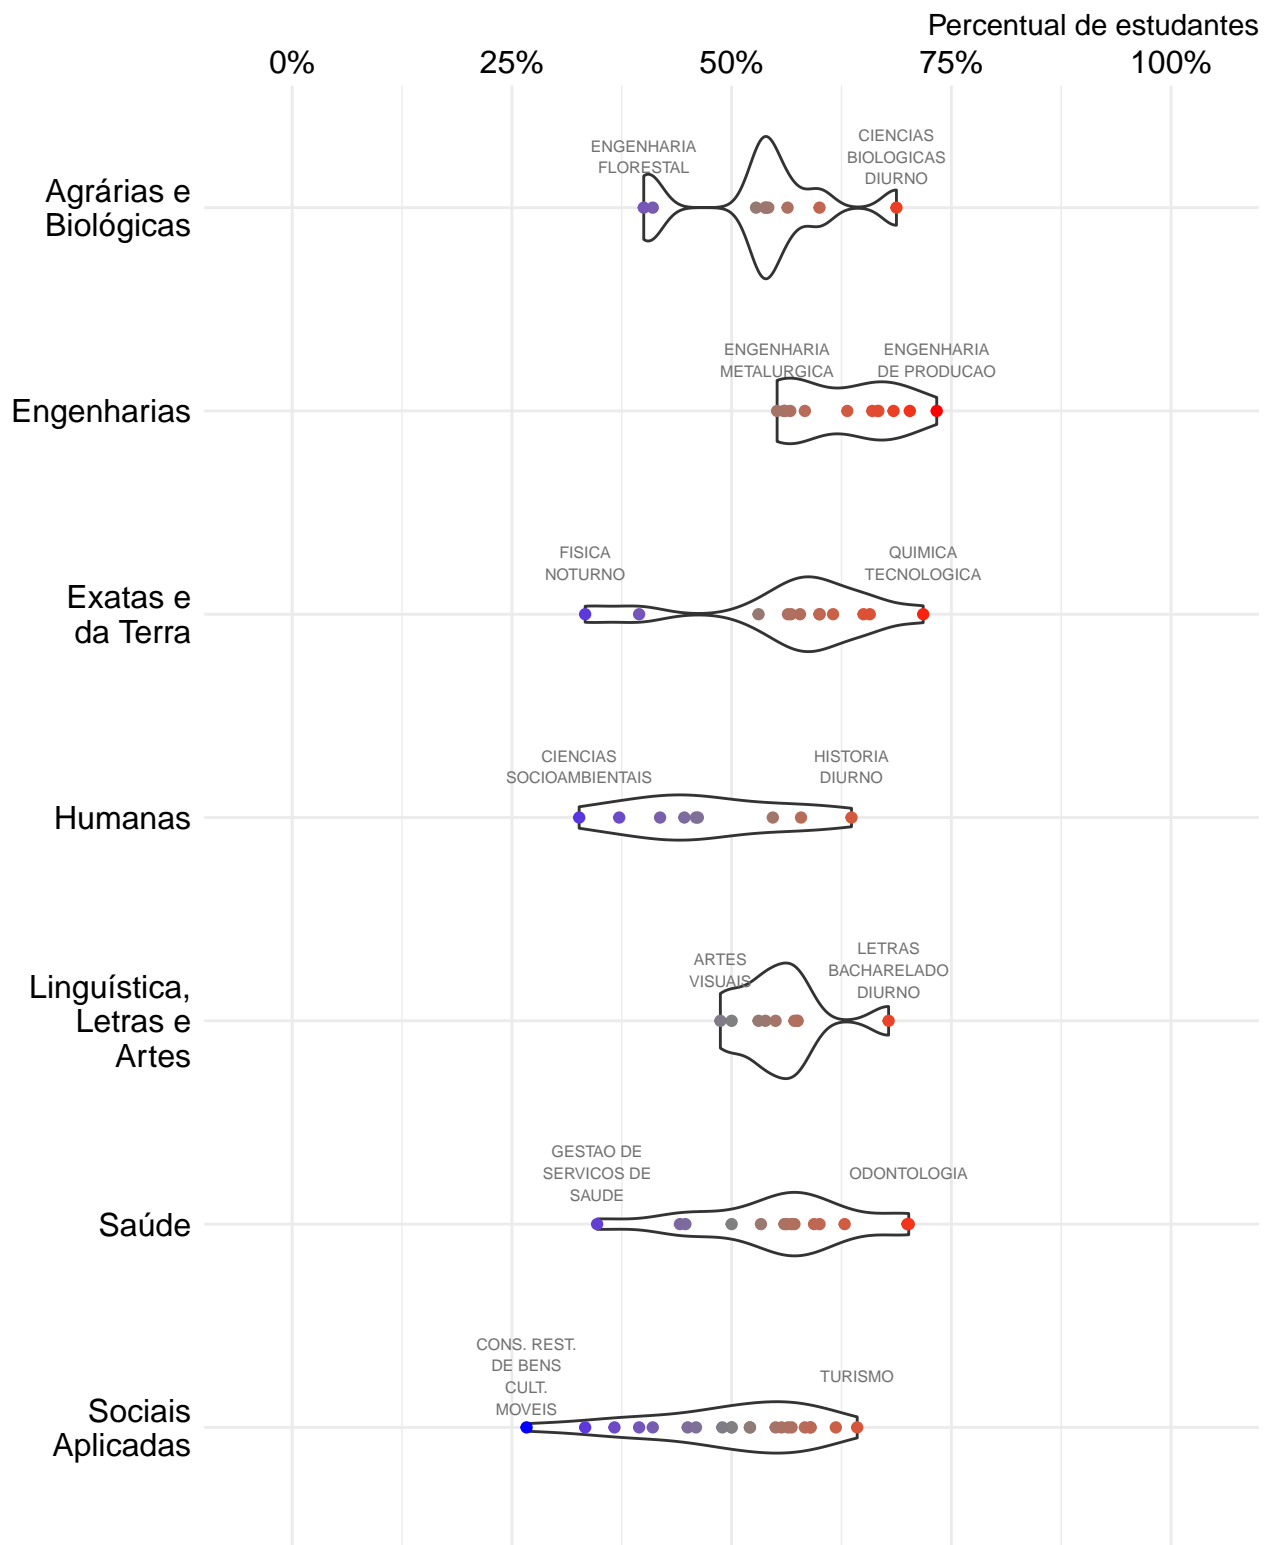 Percentual de estudantes
0% 25% 50% 75% 100%
ENGENHARIA
FLORESTAL
CIENCIAS
BIOLOGICAS
DIURNO
Agrárias e
Biológicas
ENGENHARIA
METALURGICA
ENGENHARIA
DE PRODUCAO
Engenharias
FISICA
NOTURNO
QUIMICA
TECNOLOGICA
Exatas e
da Terra
CIENCIAS
SOCIOAMBIENTAIS
HISTORIA
DIURNO
Humanas
ARTES
VISUAIS
LETRAS
BACHARELADO
DIURNO
Linguística,
Letras e
Artes
GESTAO DE
SERVICOS DE
SAUDE
ODONTOLOGIA
Saúde
CONS. REST.
DE BENS
CULT.
MOVEIS
TURISMO
Sociais
Aplicadas